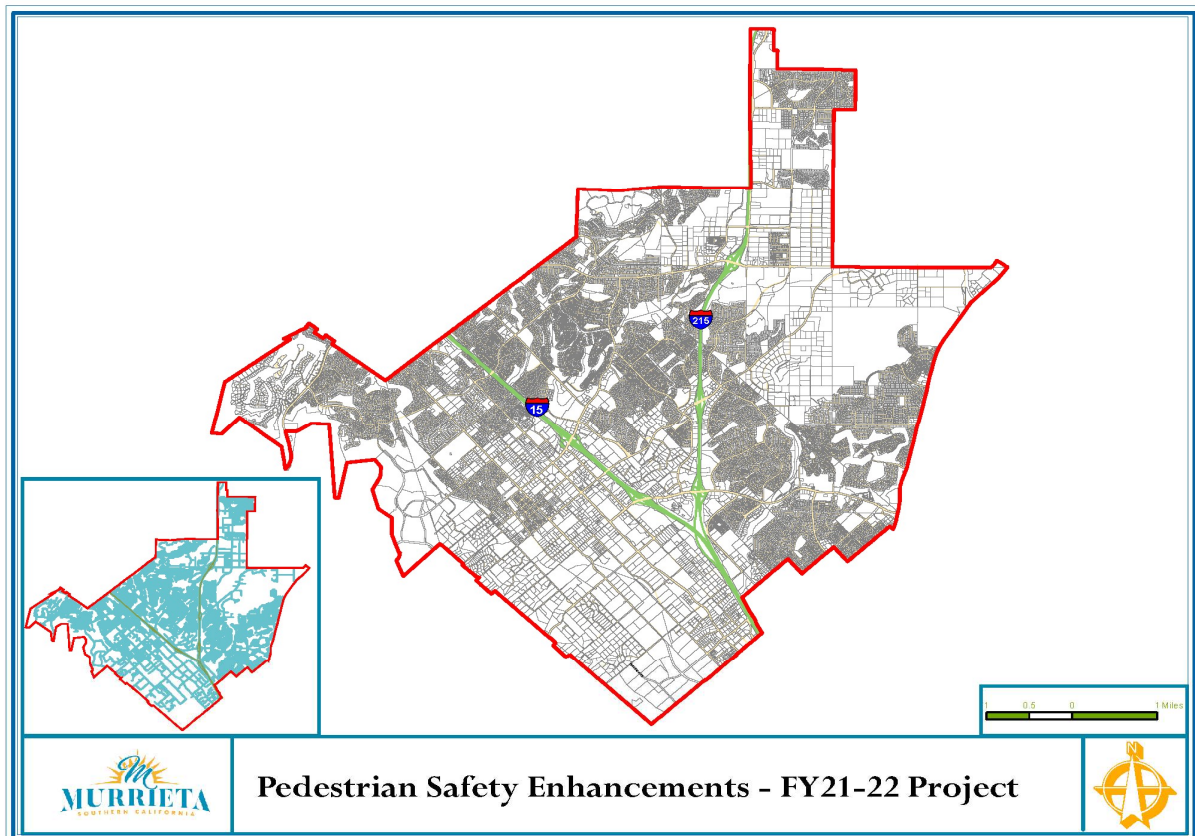 215
15
1 0.5 0 1 Miles
M
MURRIETA
SOUTHERN CALIFORNIA
Pedestrian Safety Enhancements - FY21-22 Project
N